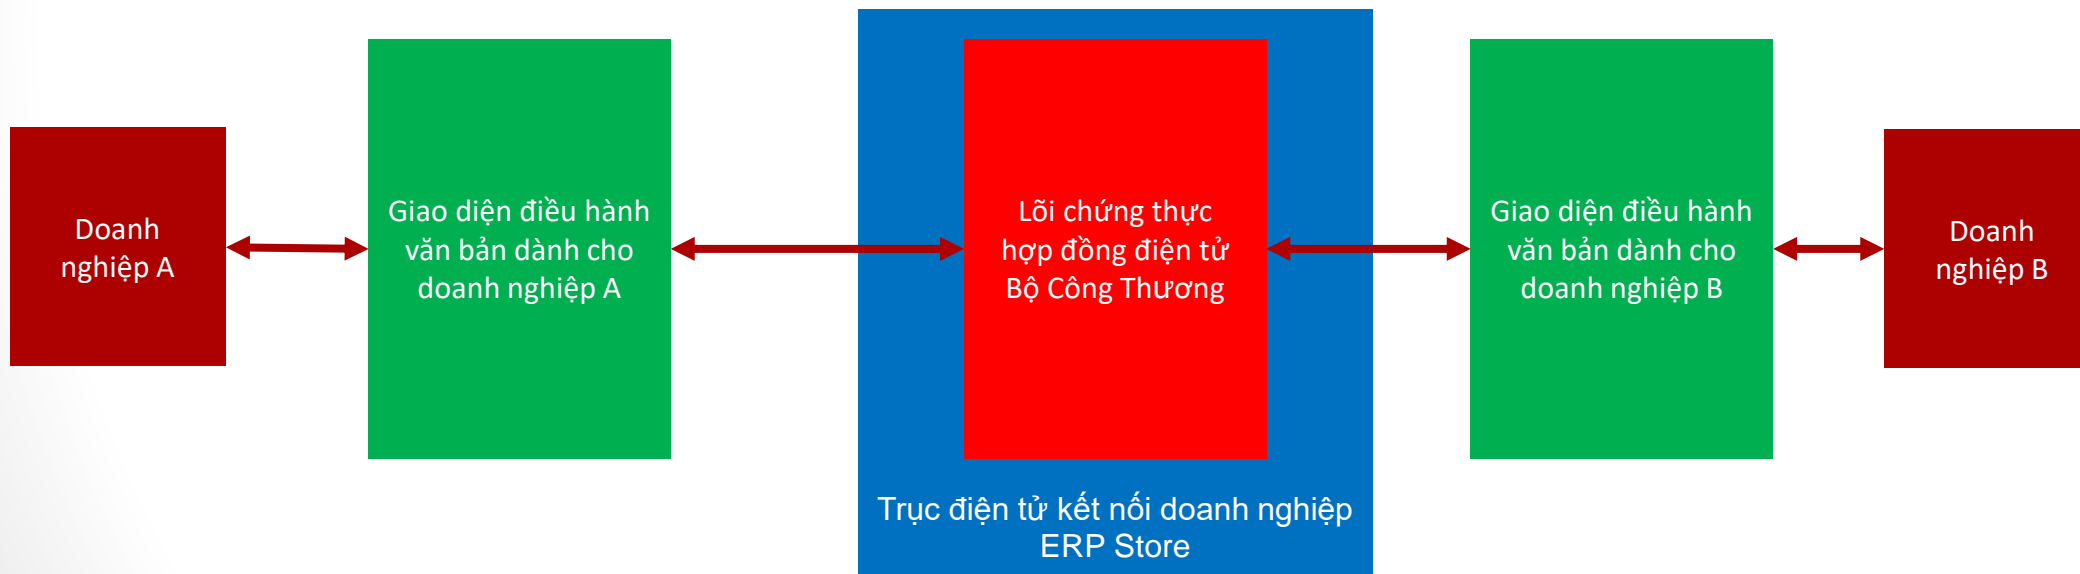 Doanh
nghiệp A
Giao diện điều hành
văn bản dành cho
doanh nghiệp A
Lõi chứng thực
hợp đồng điện tử
Bộ Công Thương
Trục điện tử kết nối doanh nghiệp
ERP Store
Giao diện điều hành
văn bản dành cho
doanh nghiệp B
Doanh
nghiệp B